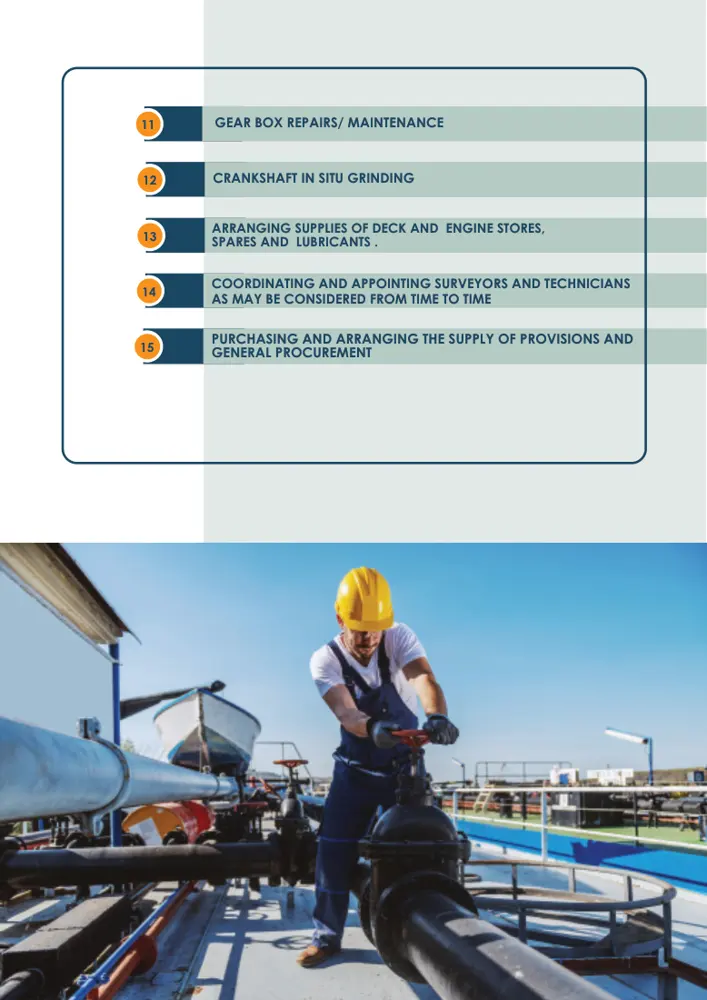 11 GEAR BOX REPAIRS/ MAINTENANCE
12 CRANKSHAFT IN SITU GRINDING
13 ARRANGING SUPPLIES OF DECK AND ENGINE STORES,
SPARES AND LUBRICANTS .
14 COORDINATING AND APPOINTING SURVEYORS AND TECHNICIANS
AS MAY BE CONSIDERED FROM TIME TO TIME
15 PURCHASING AND ARRANGING THE SUPPLY OF PROVISIONS AND
GENERAL PROCUREMENT